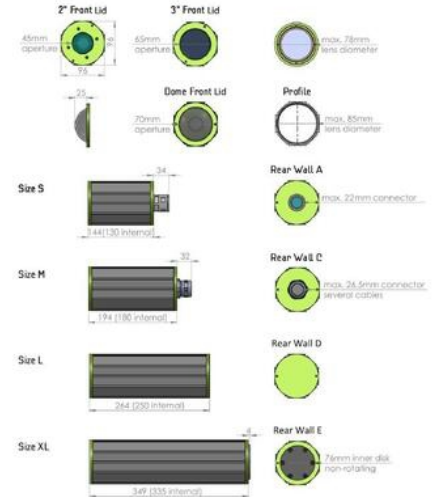 2" Front Lid
3" Front Lid
45mm
aperture
96
96
65mm
aperture
max. 78mm
lens diameter
25
Dome Front Lid
70mm
aperture
Profile
max. 85mm
lens diameter
Size S
34
144(130 internal)
Rear Wall A
max. 22mm connector
Size M
32
194 (180 internal)
Rear Wall C
max. 26.5mm connector
several cables
Size L
264 (250 internal)
Rear Wall D
Size XL
4
349 (335 internal)
Rear Wall E
76mm inner disk
non-rotating